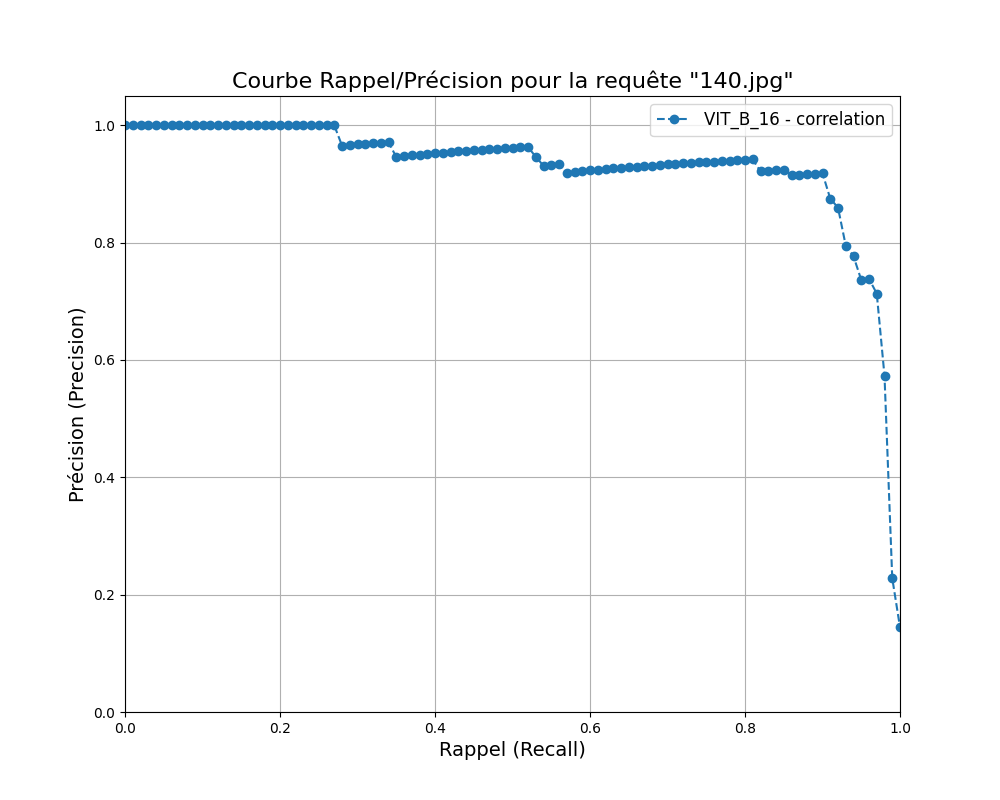 Courbe Rappel/Précision pour la requête "140.jpg"
VIT_B_16 - correlation
Précision (Precision)
1.0
0.8
0.6
0.4
0.2
0.0
0.0 0.2 0.4 0.6 0.8 1.0
Rappel (Recall)